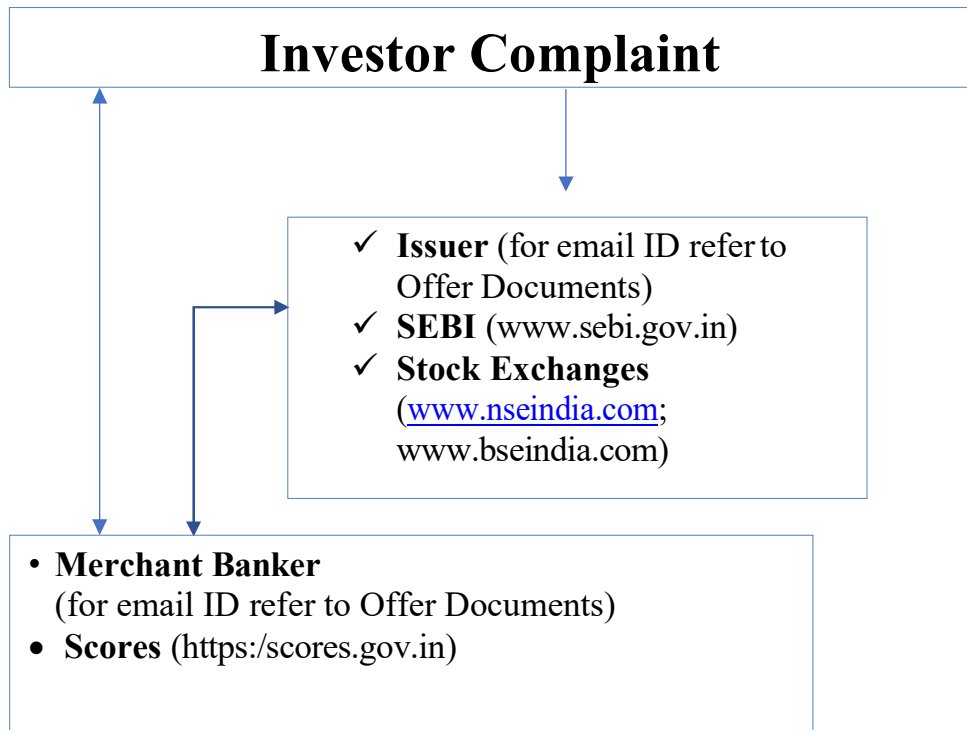 Investor Complaint
✓ Issuer (for email ID refer to
Offer Documents)
✓ SEBI (www.sebi.gov.in)
✓ Stock Exchanges
(www.nseindia.com;
www.bseindia.com)
• Merchant Banker
(for email ID refer to Offer Documents)
• Scores (https:/scores.gov.in)